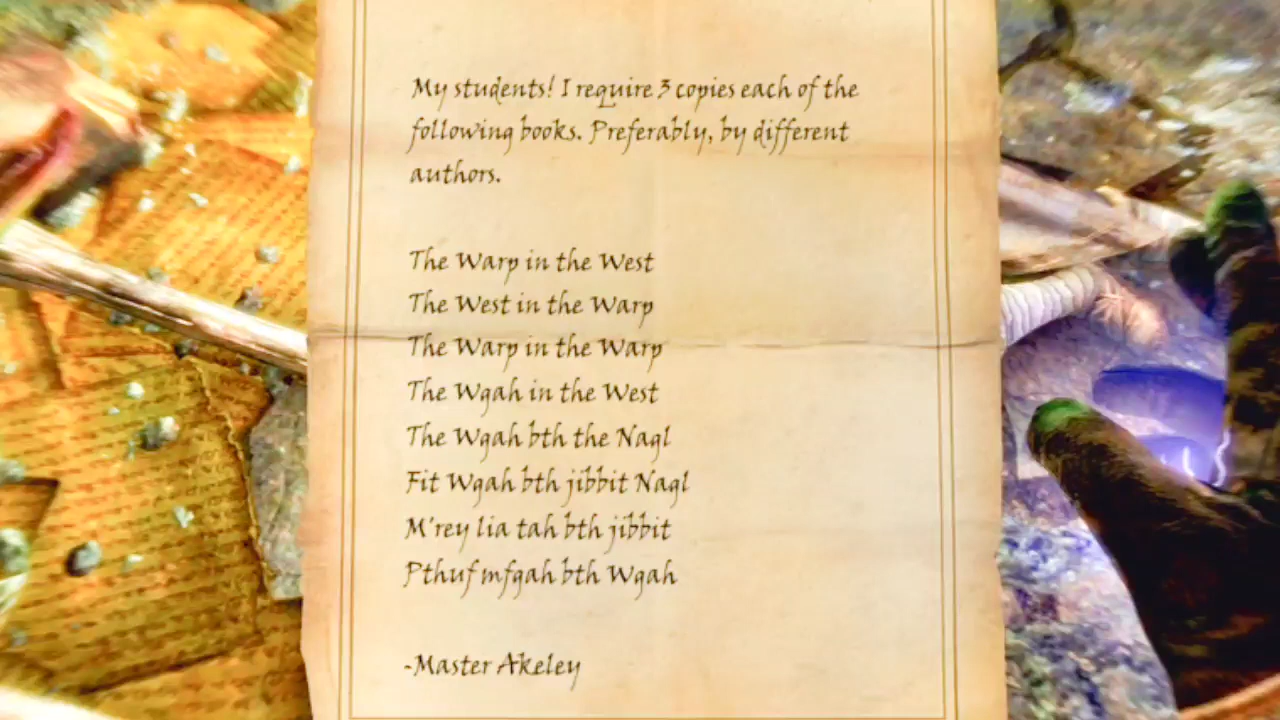 My students! I require 3 copies each of the
following books. Preferably, by different
authors.
The Warp in the West
The West in the Warp
The Warp in the Warp
The Wgah in the West
The Wgah bth the Nagl
Fit Wgah bth jibbit Nagl
M'rey lia tah bth jibbit
Pthuf mfgah bth Wgah
-Master Akeley